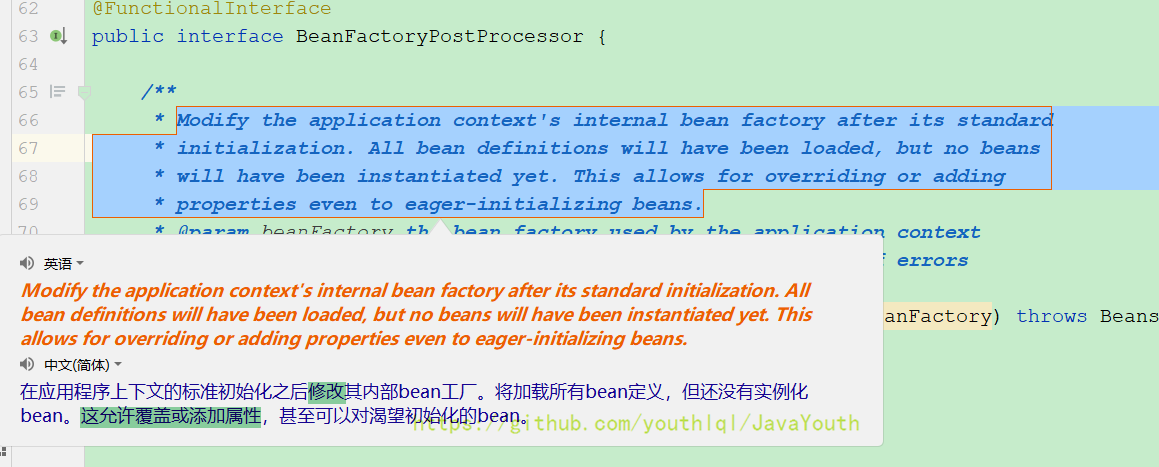 62 @FunctionalInterface
63 public interface BeanFactoryPostProcessor {
64
65 /**
66 * Modify the application context's internal bean factory after its standard
67 * initialization. All bean definitions will have been loaded, but no beans
68 * will have been instantiated yet. This allows for overriding or adding
69 * properties even to eager-initializing beans.
70 * @param beanFactory the bean factory used by the application context
errors
英语
Modify the application context's internal bean factory after its standard initialization. All
bean definitions will have been loaded, but no beans will have been instantiated yet. This
allows for overriding or adding properties even to eager-initializing beans.
anFactory) throws Beans
中文(简体)
在应用程序上下文的标准初始化之后修改其内部bean工厂。将加载所有bean定义，但还没有实例化
bean。这允许覆盖或添加属性，甚至可以对渴望初始化的bean。
https://github.com/youthlql/JavaYouth